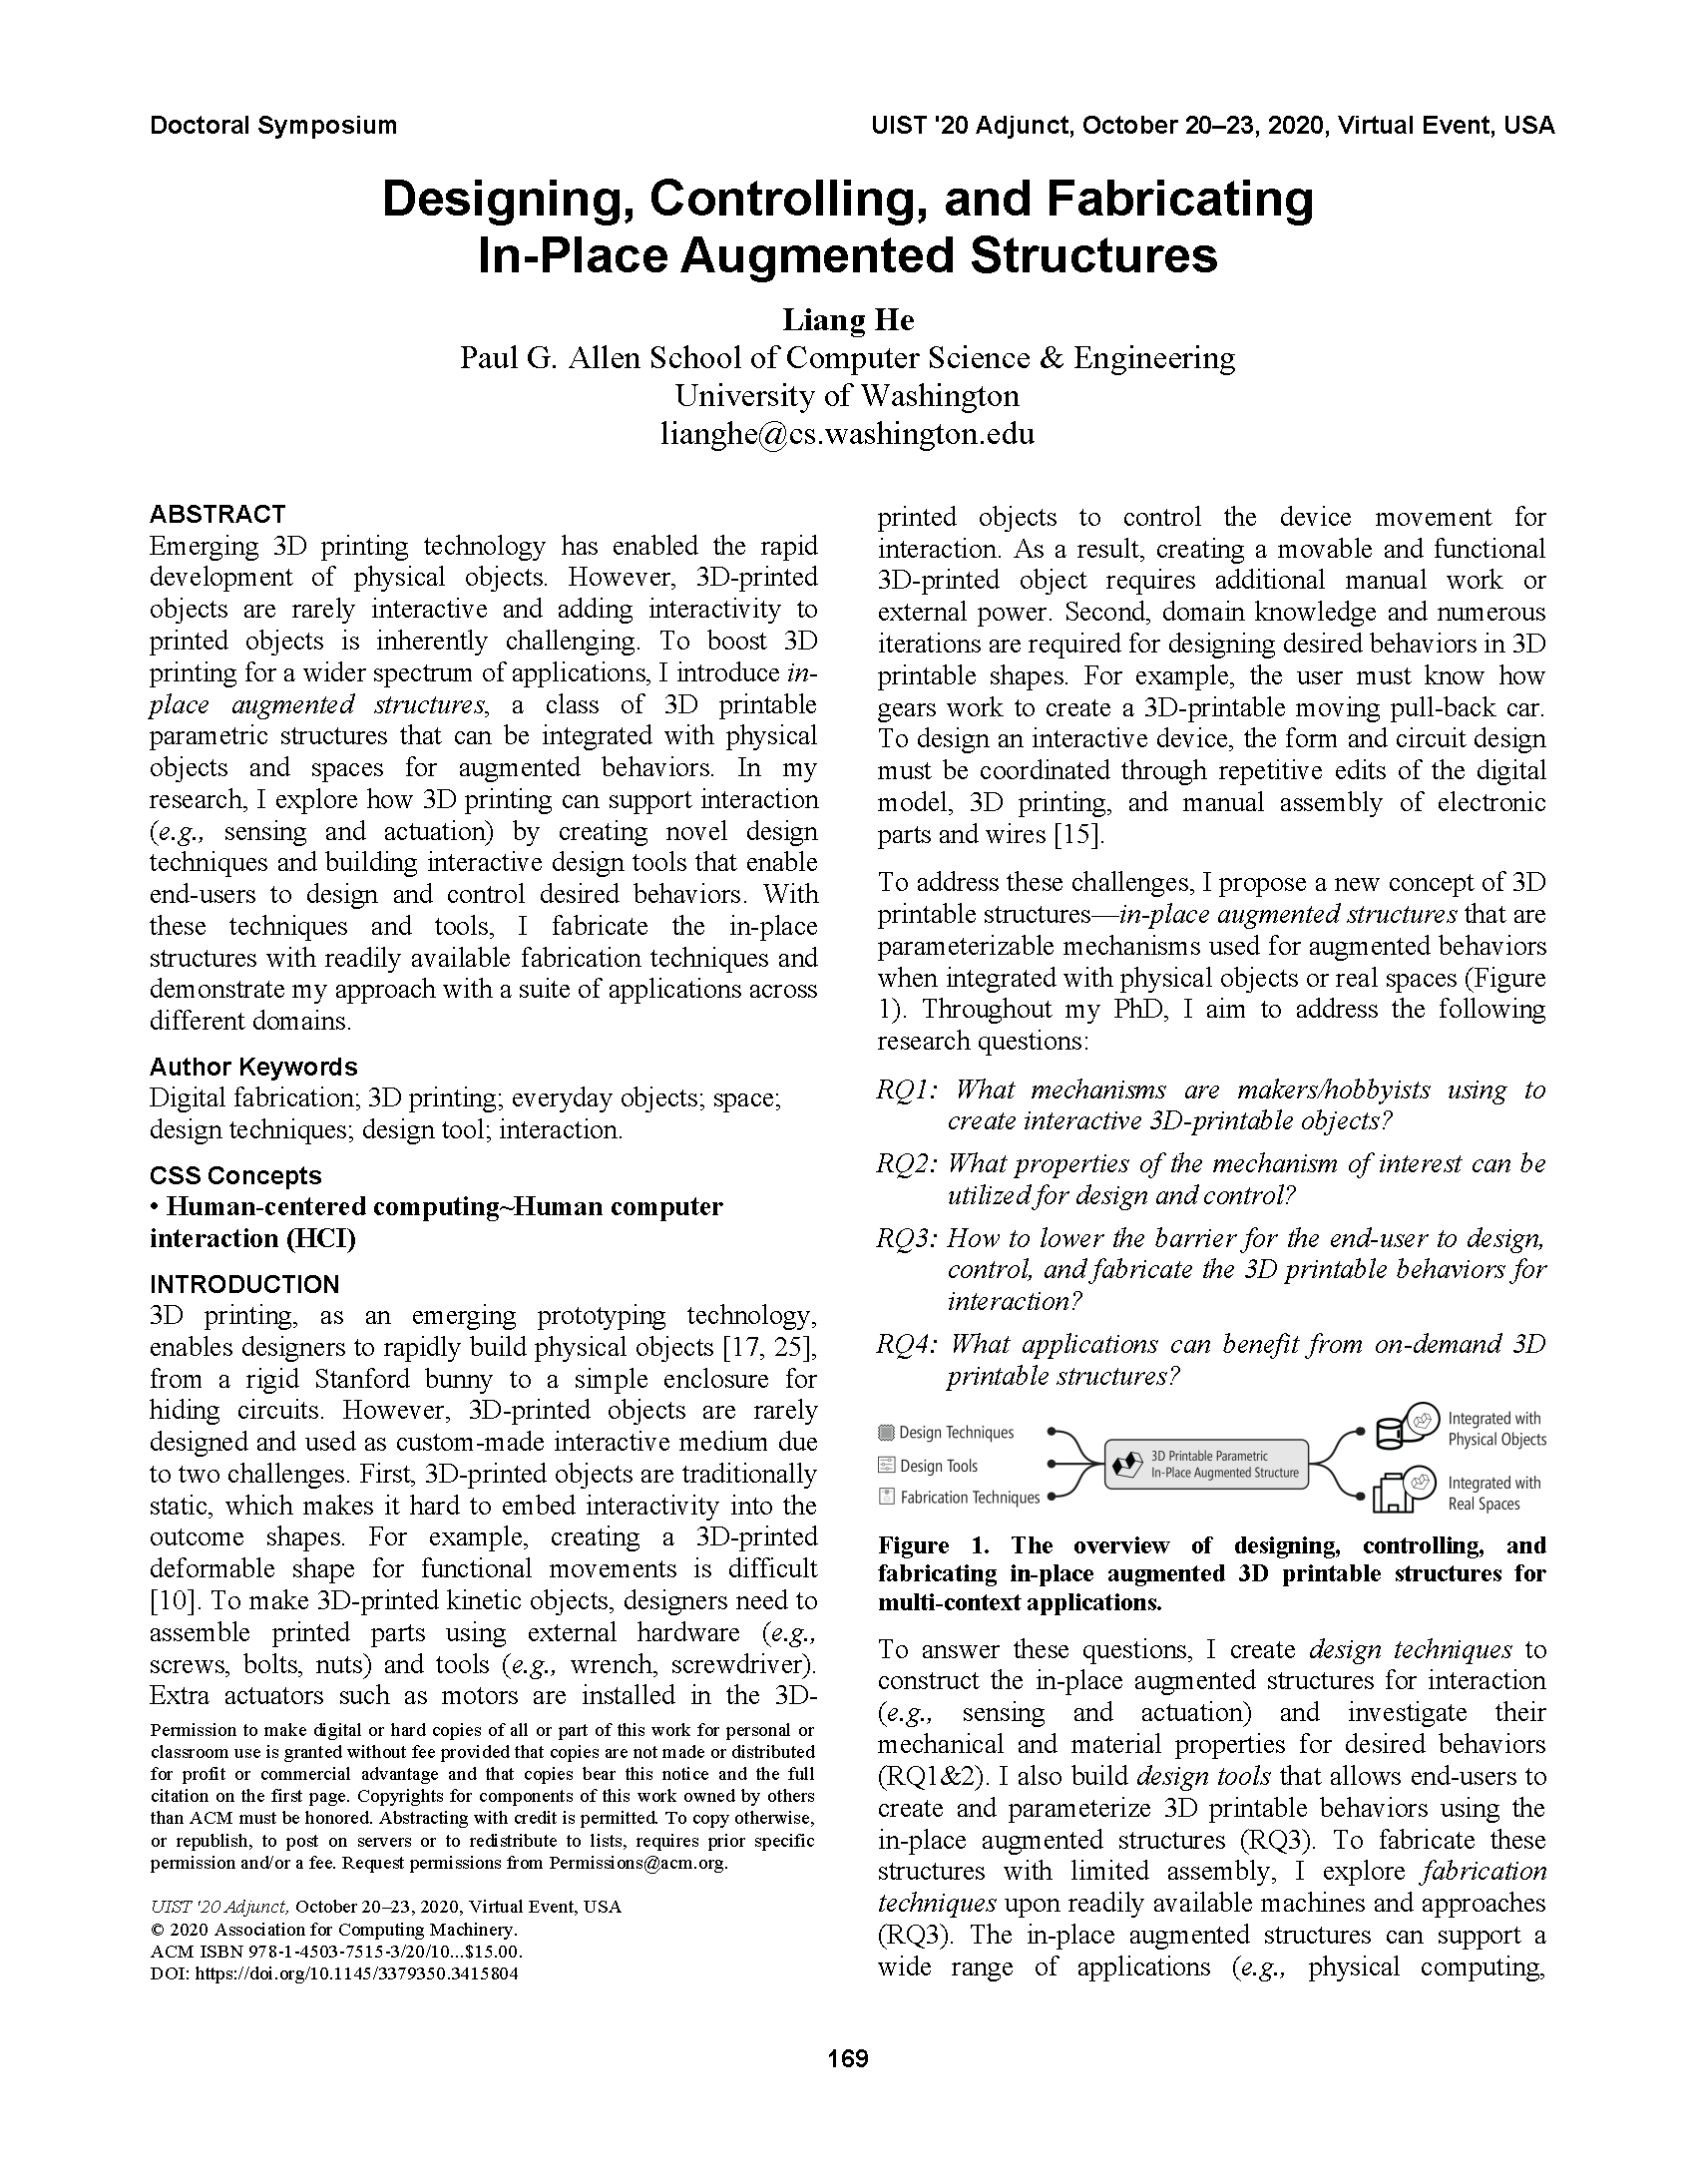 Doctoral Symposium
UIST '20 Adjunct, October 20–23, 2020, Virtual Event, USA
Designing, Controlling, and Fabricating
In-Place Augmented Structures
Liang He
Paul G. Allen School of Computer Science & Engineering
University of Washington
lianghe@cs.washington.edu
ABSTRACT
Emerging 3D printing technology has enabled the rapid
development of physical objects. However, 3D-printed
objects are rarely interactive and adding interactivity to
printed objects is inherently challenging. To boost 3D
printing for a wider spectrum of applications, I introduce in-
place augmented structures, a class of 3D printable
parametric structures that can be integrated with physical
objects and spaces for augmented behaviors. In my
research, I explore how 3D printing can support interaction
(e.g., sensing and actuation) by creating novel design
techniques and building interactive design tools that enable
end-users to design and control desired behaviors. With
these techniques and tools, I fabricate the in-place
structures with readily available fabrication techniques and
demonstrate my approach with a suite of applications across
different domains.
Author Keywords
Digital fabrication; 3D printing; everyday objects; space;
design techniques; design tool; interaction.
CSS Concepts
• Human-centered computing~Human computer
interaction (HCI)
INTRODUCTION
3D printing, as an emerging prototyping technology,
enables designers to rapidly build physical objects [17, 25],
from a rigid Stanford bunny to a simple enclosure for
hiding circuits. However, 3D-printed objects are rarely
designed and used as custom-made interactive medium due
to two challenges. First, 3D-printed objects are traditionally
static, which makes it hard to embed interactivity into the
outcome shapes. For example, creating a 3D-printed
deformable shape for functional movements is difficult
[10]. To make 3D-printed kinetic objects, designers need to
assemble printed parts using external hardware (e.g.,
screws, bolts, nuts) and tools (e.g., wrench, screwdriver).
Extra actuators such as motors are installed in the 3D-
Permission to make digital or hard copies of all or part of this work for personal or
classroom use is granted without fee provided that copies are not made or distributed
for profit or commercial advantage and that copies bear this notice and the full
citation on the first page. Copyrights for components of this work owned by others
than ACM must be honored. Abstracting with credit is permitted. To copy otherwise,
or republish, to post on servers or to redistribute to lists, requires prior specific
permission and/or a fee. Request permissions from Permissions@acm.org.
UIST '20 Adjunct, October 20–23, 2020, Virtual Event, USA
© 2020 Association for Computing Machinery.
ACM ISBN 978-1-4503-7515-3/20/10...$15.00.
DOI: https://doi.org/10.1145/3379350.3415804
printed objects to control the device movement for
interaction. As a result, creating a movable and functional
3D-printed object requires additional manual work or
external power. Second, domain knowledge and numerous
iterations are required for designing desired behaviors in 3D
printable shapes. For example, the user must know how
gears work to create a 3D-printable moving pull-back car.
To design an interactive device, the form and circuit design
must be coordinated through repetitive edits of the digital
model, 3D printing, and manual assembly of electronic
parts and wires [15].
To address these challenges, I propose a new concept of 3D
printable structures—in-place augmented structures that are
parameterizable mechanisms used for augmented behaviors
when integrated with physical objects or real spaces (Figure
1). Throughout my PhD, I aim to address the following
research questions:
RQ1: What mechanisms are makers/hobbyists using to
create interactive 3D-printable objects?
RQ2: What properties of the mechanism of interest can be
utilized for design and control?
RQ3: How to lower the barrier for the end-user to design,
control, and fabricate the 3D printable behaviors for
interaction?
RQ4: What applications can benefit from on-demand 3D
printable structures?
Design Techniques
Design Tools
Fabrication Techniques
3D Printable Parametric
In-Place Augmented Structure
Integrated with
Physical Objects
Integrated with
Real Spaces
Figure 1. The overview of designing, controlling, and
fabricating in-place augmented 3D printable structures for
multi-context applications.
To answer these questions, I create design techniques to
construct the in-place augmented structures for interaction
(e.g., sensing and actuation) and investigate their
mechanical and material properties for desired behaviors
(RQ1&2). I also build design tools that allows end-users to
create and parameterize 3D printable behaviors using the
in-place augmented structures (RQ3). To fabricate these
structures with limited assembly, I explore fabrication
techniques upon readily available machines and approaches
(RQ3). The in-place augmented structures can support a
wide range of applications (e.g., physical computing,
169